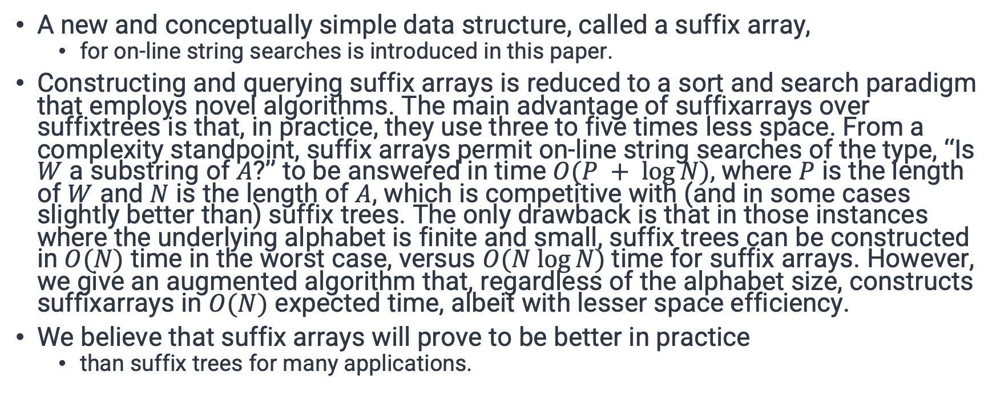 • A new and conceptually simple data structure, called a suffix array,
• for on-line string searches is introduced in this paper.
• Constructing and querying suffix arrays is reduced to a sort and search paradigm
that employs novel algorithms. The main advantage of suffixarrays over
suffixtrees is that, in practice, they use three to five times less space. From a
complexity standpoint, suffix arrays permit on-line string searches of the type, “Is
W a substring of A?” to be answered in time O(P + log N), where P is the length
of W and N is the length of A, which is competitive with (and in some cases
slightly better than) suffix trees. The only drawback is that in those instances
where the underlying alphabet is finite and small, suffix trees can be constructed
in O(N) time in the worst case, versus O(N log N) time for suffix arrays. However,
we give an augmented algorithm that, regardless of the alphabet size, constructs
suffixarrays in O(N) expected time, albeit with lesser space efficiency.
• We believe that suffix arrays will prove to be better in practice
• than suffix trees for many applications.